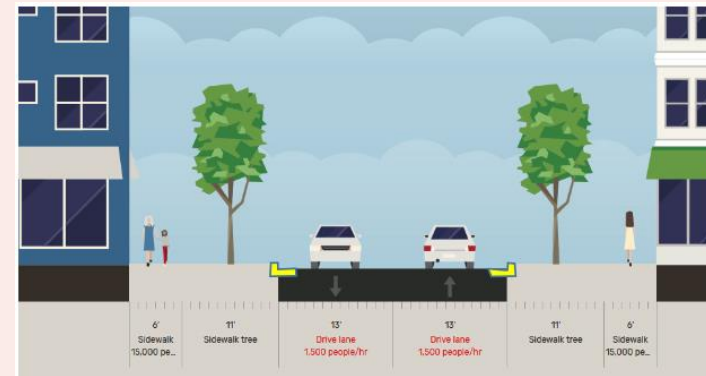 6'
Sidewalk
15,000 pe...
11'
Sidewalk tree
13'
Drive lane
1,500 people/hr
13'
Drive lane
1,500 people/hr
11'
Sidewalk tree
6'
Sidewalk
15,000 pe...